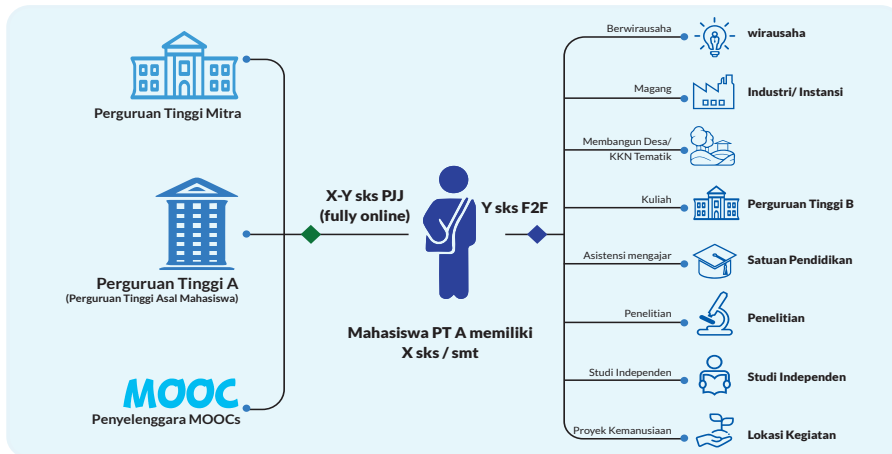 Perguruan Tinggi Mitra
Perguruan Tinggi A
(Perguruan Tinggi Asal Mahasiswa)
MOOC
Penyelenggara MOOCs
X-Y sks PJJ
(fully online)
Y sks F2F
Mahasiswa PT A memiliki
X sks / smt
Berwirausaha
wirausaha
Magang
Industri/ Instansi
Membangun Desa/
KKN Tematik
Kuliah
Perguruan Tinggi B
Asistensi mengajar
Satuan Pendidikan
Penelitian
Penelitian
Studi Independen
Studi Independen
Proyek Kemanusiaan
Lokasi Kegiatan